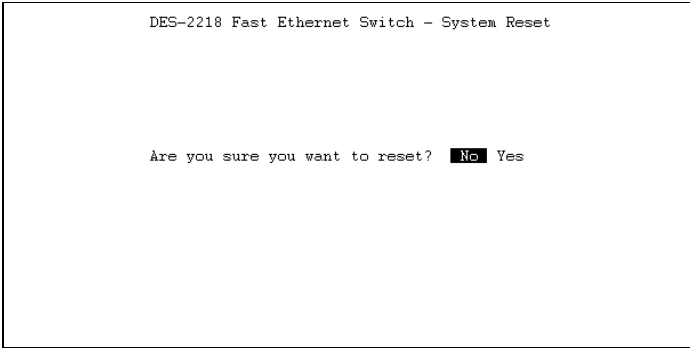 DES-2218 Fast Ethernet Switch - System Reset
Are you sure you want to reset? No Yes